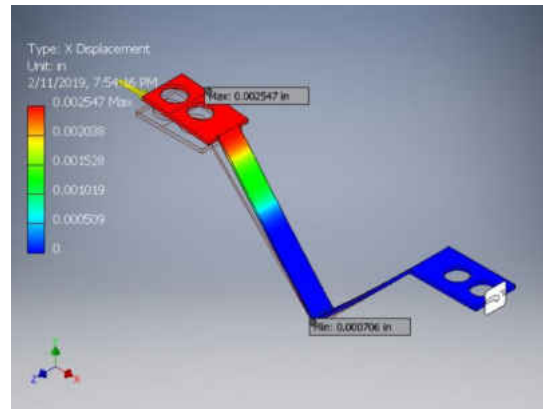 Type: X Displacement
Unit: in
2/11/2019, 7:54:16 PM
0.002547 Max
0.002038
0.001528
0.001019
0.000509
0
Max: 0.002547 in
Min: 0.000706 in
Z
X